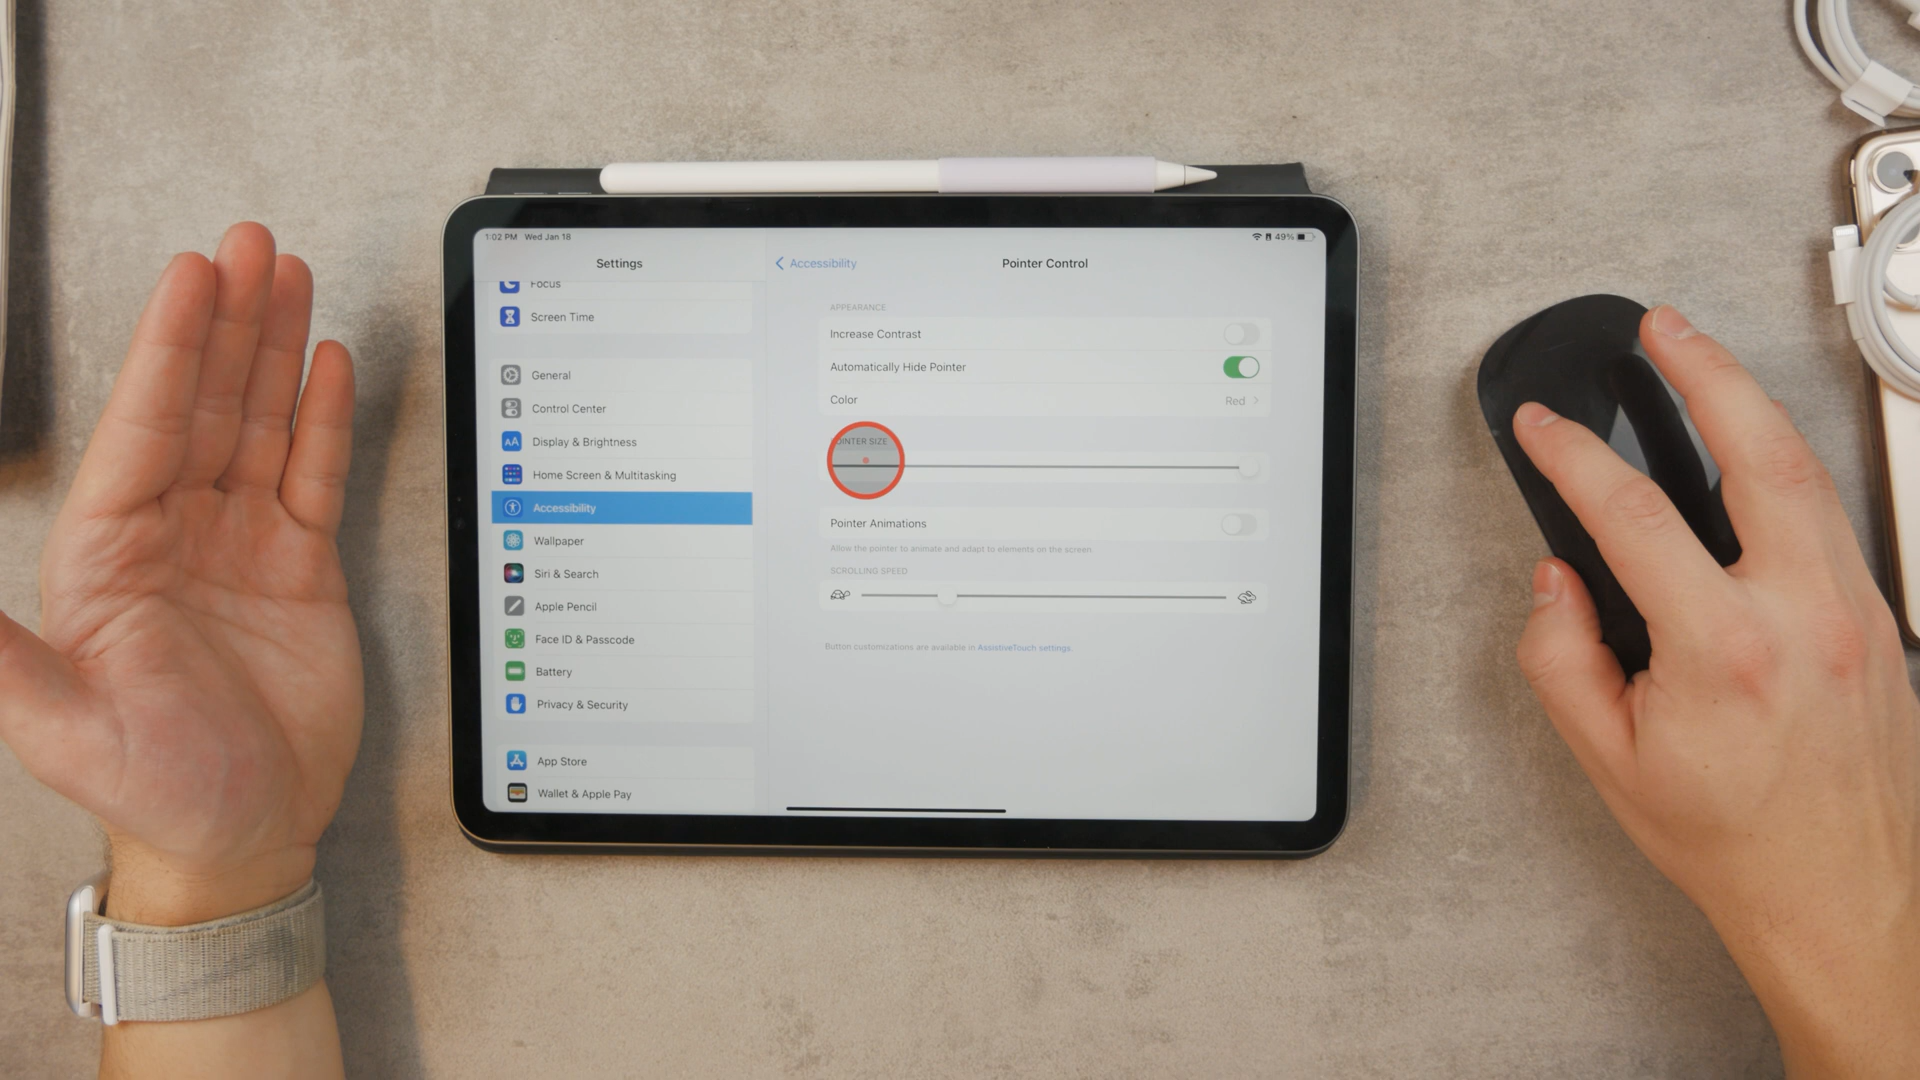 1:02 PM Wed Jan 18
49%
Settings
Focus
Screen Time
General
Control Center
Display & Brightness
Home Screen & Multitasking
Accessibility
Wallpaper
Siri & Search
Apple Pencil
Face ID & Passcode
Battery
Privacy & Security
App Store
Wallet & Apple Pay
Accessibility
Pointer Control
APPEARANCE
Increase Contrast
Automatically Hide Pointer
Color
Red
POINTER SIZE
Pointer Animations
Allow the pointer to animate and adapt to elements on the screen
SCROLLING SPEED
Button customizations are available in AssistiveTouch settings.